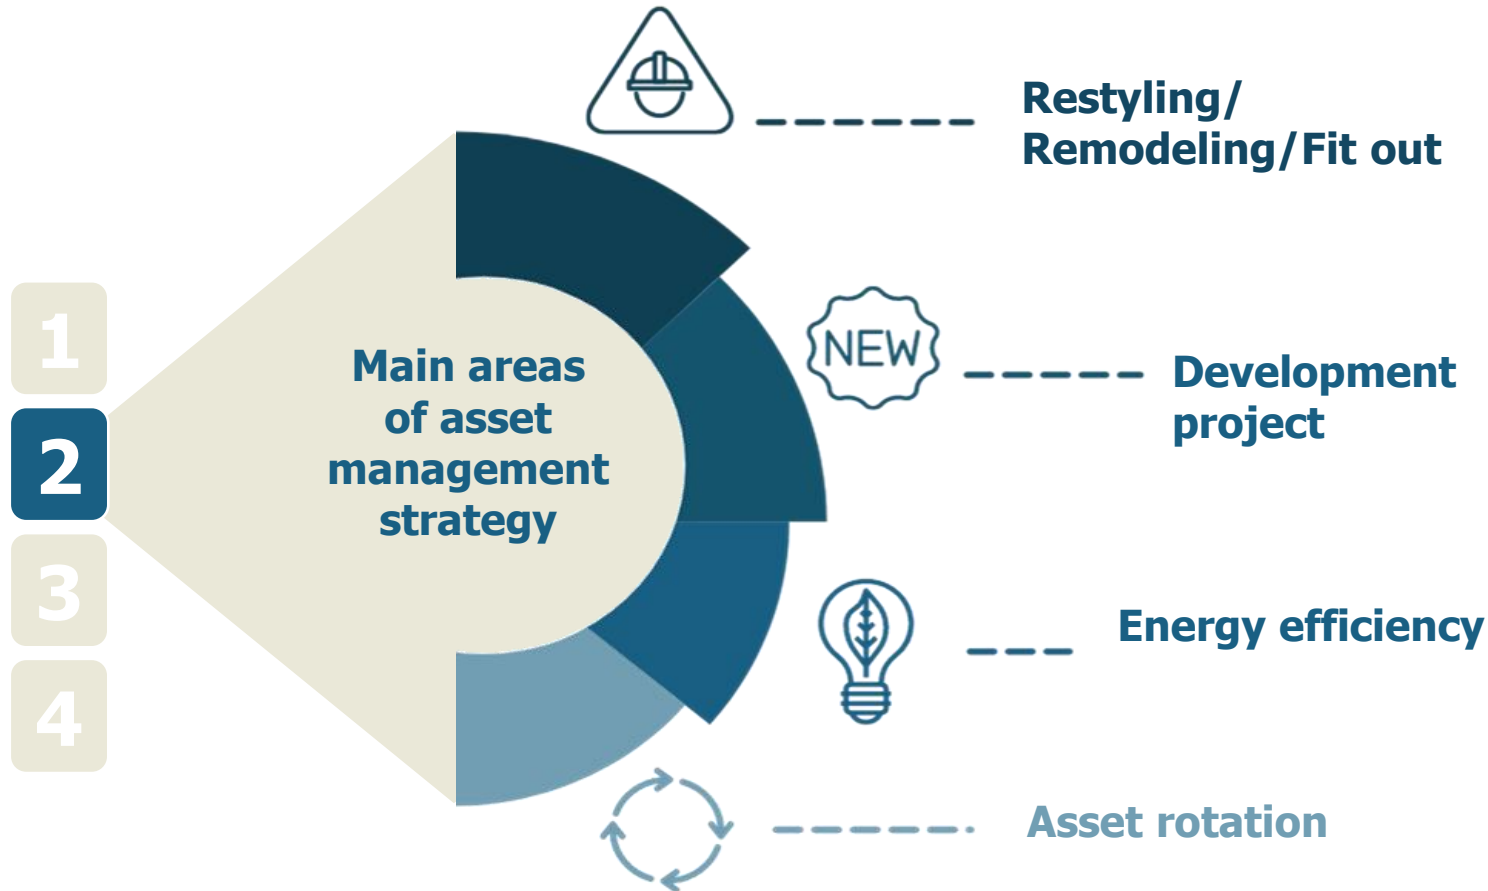 1
2
3
4
Main areas
of asset
management
strategy
Restyling/
Remodeling/Fit out
NEW
Development
project
Energy efficiency
Asset rotation